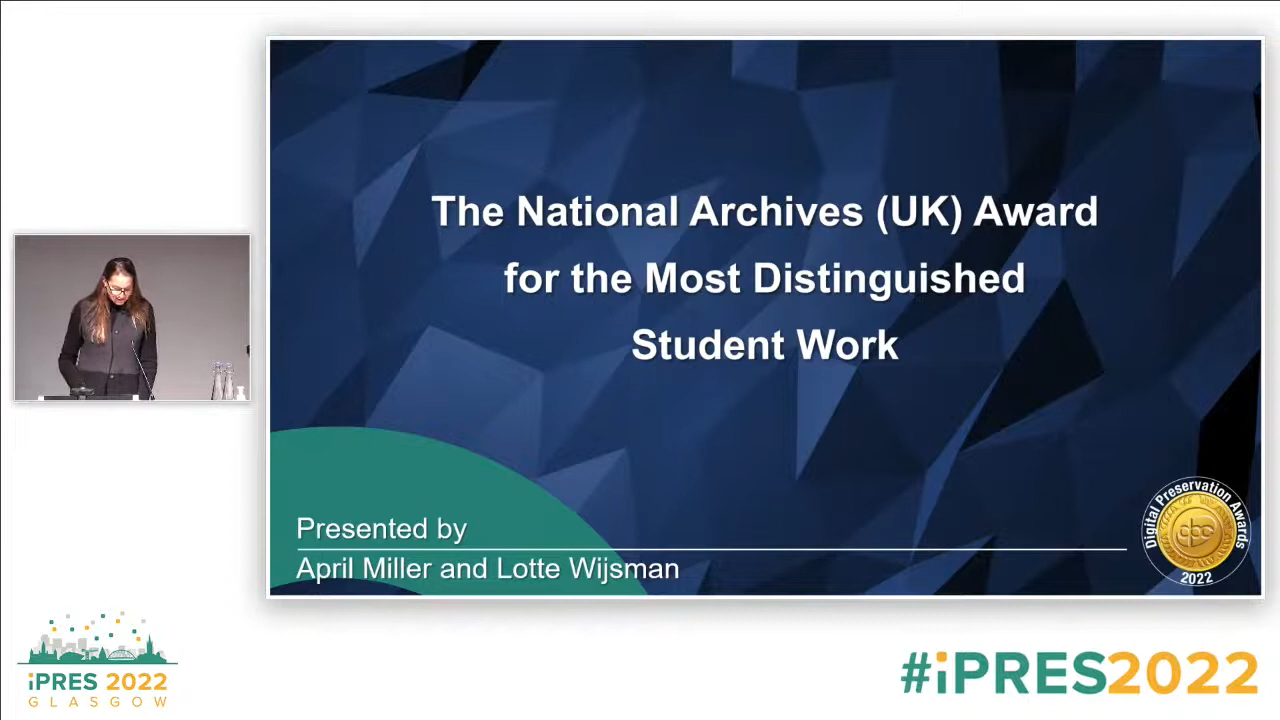 The National Archives (UK) Award
for the Most Distinguished
Student Work
Presented by
April Miller and Lotte Wijsman
Digital Preservation Awards
dpc
2022
iPRES 2022
GLASGOW
#iPRES2022